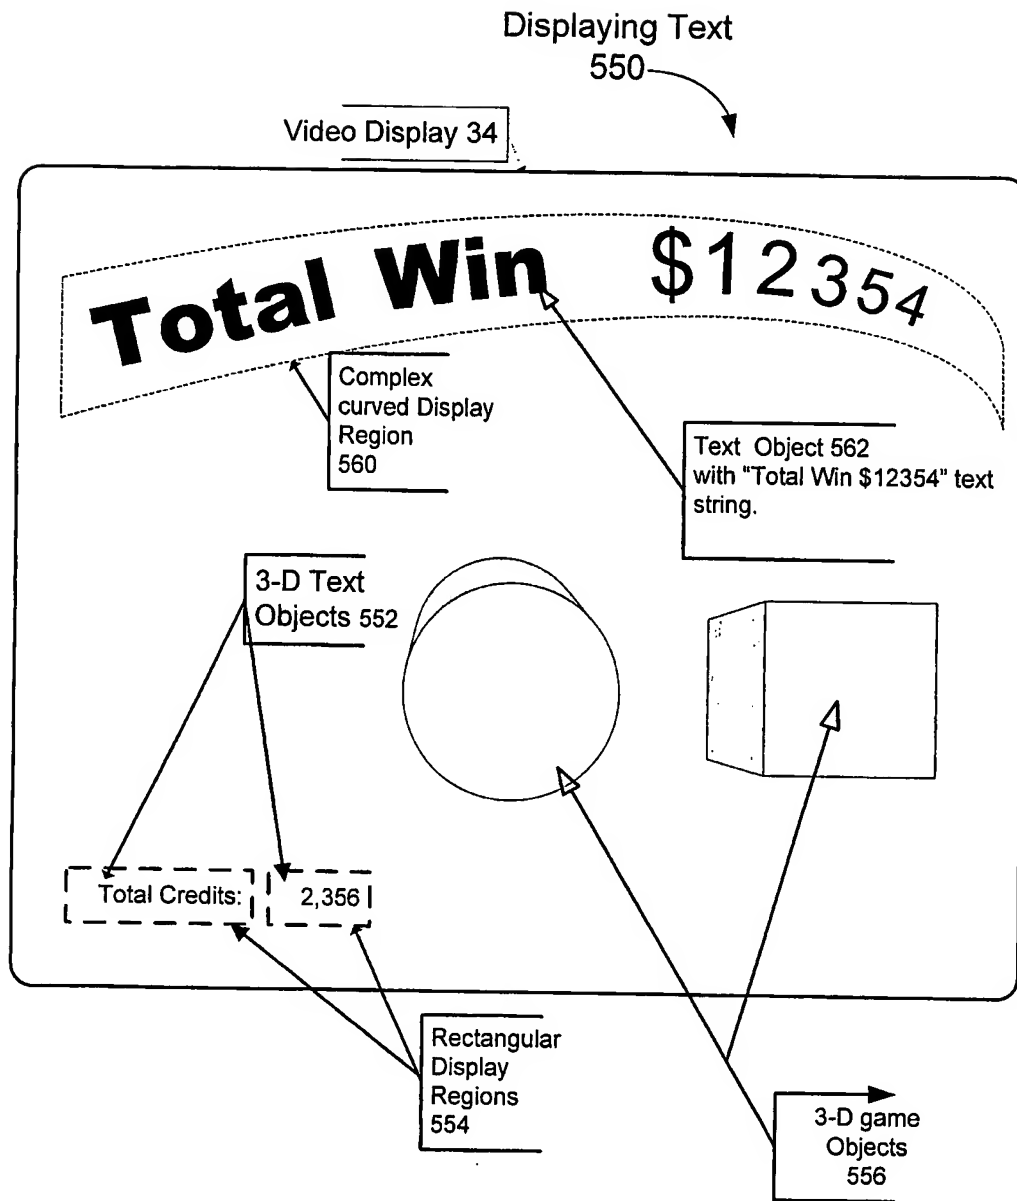 Displaying Text
550
Video Display 34
Total Win $12354
Complex
curved Display
Region
560
Text Object 562
with "Total Win $12354" text
string.
3-D Text
Objects 552
Total Credits: 2,356
Rectangular
Display
Regions
554
3-D game
Objects
556